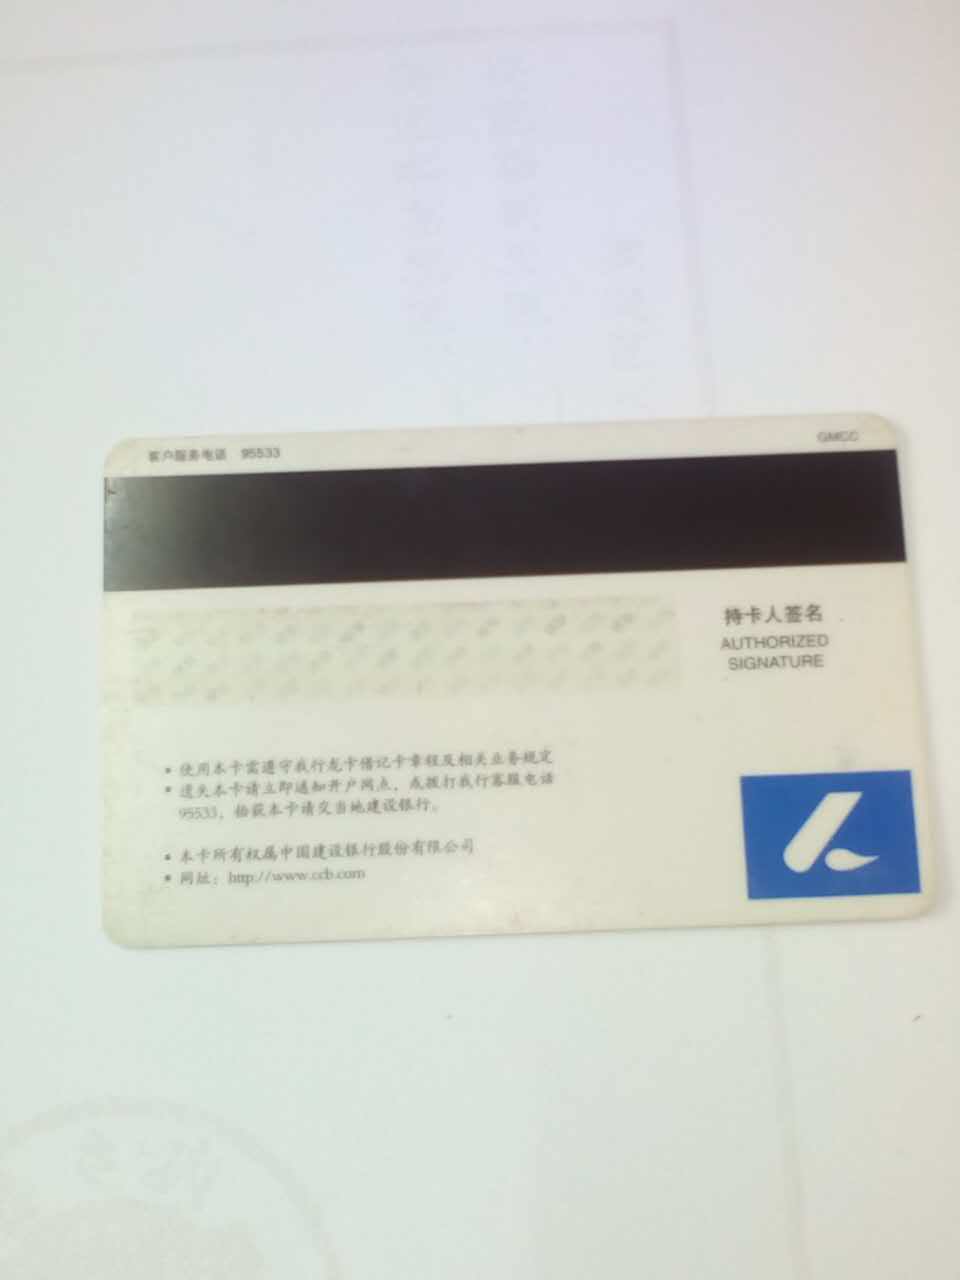 客户服务电话 95533
GMCC
持卡人签名
AUTHORIZED
SIGNATURE
• 使用本卡需遵守我行龙卡借记卡章程及相关业务规定
• 遗失本卡请立即通知开户网点，或拨打我行客服电话
95533，拾获本卡请交当地建设银行。
• 本卡所有权属中国建设银行股份有限公司
• 网址：http://www.ccb.com